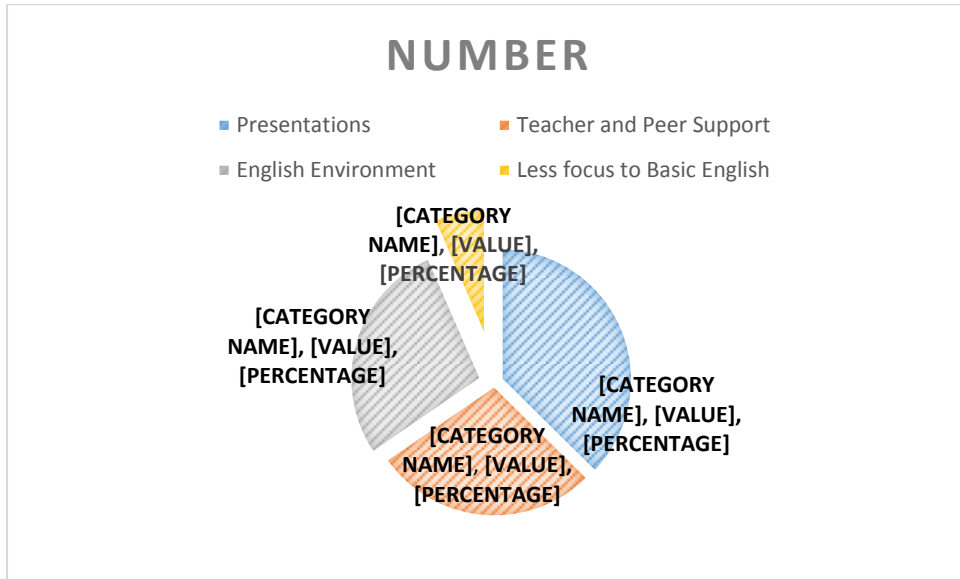 NUMBER
Presentations
Teacher and Peer Support
English Environment
Less focus to Basic English
[CATEGORY
NAME], [VALUE],
[PERCENTAGE]
[CATEGORY
NAME], [VALUE],
[PERCENTAGE]
[CATEGORY
NAME], [VALUE],
[PERCENTAGE]
[CATEGORY
NAME], [VALUE],
[PERCENTAGE]